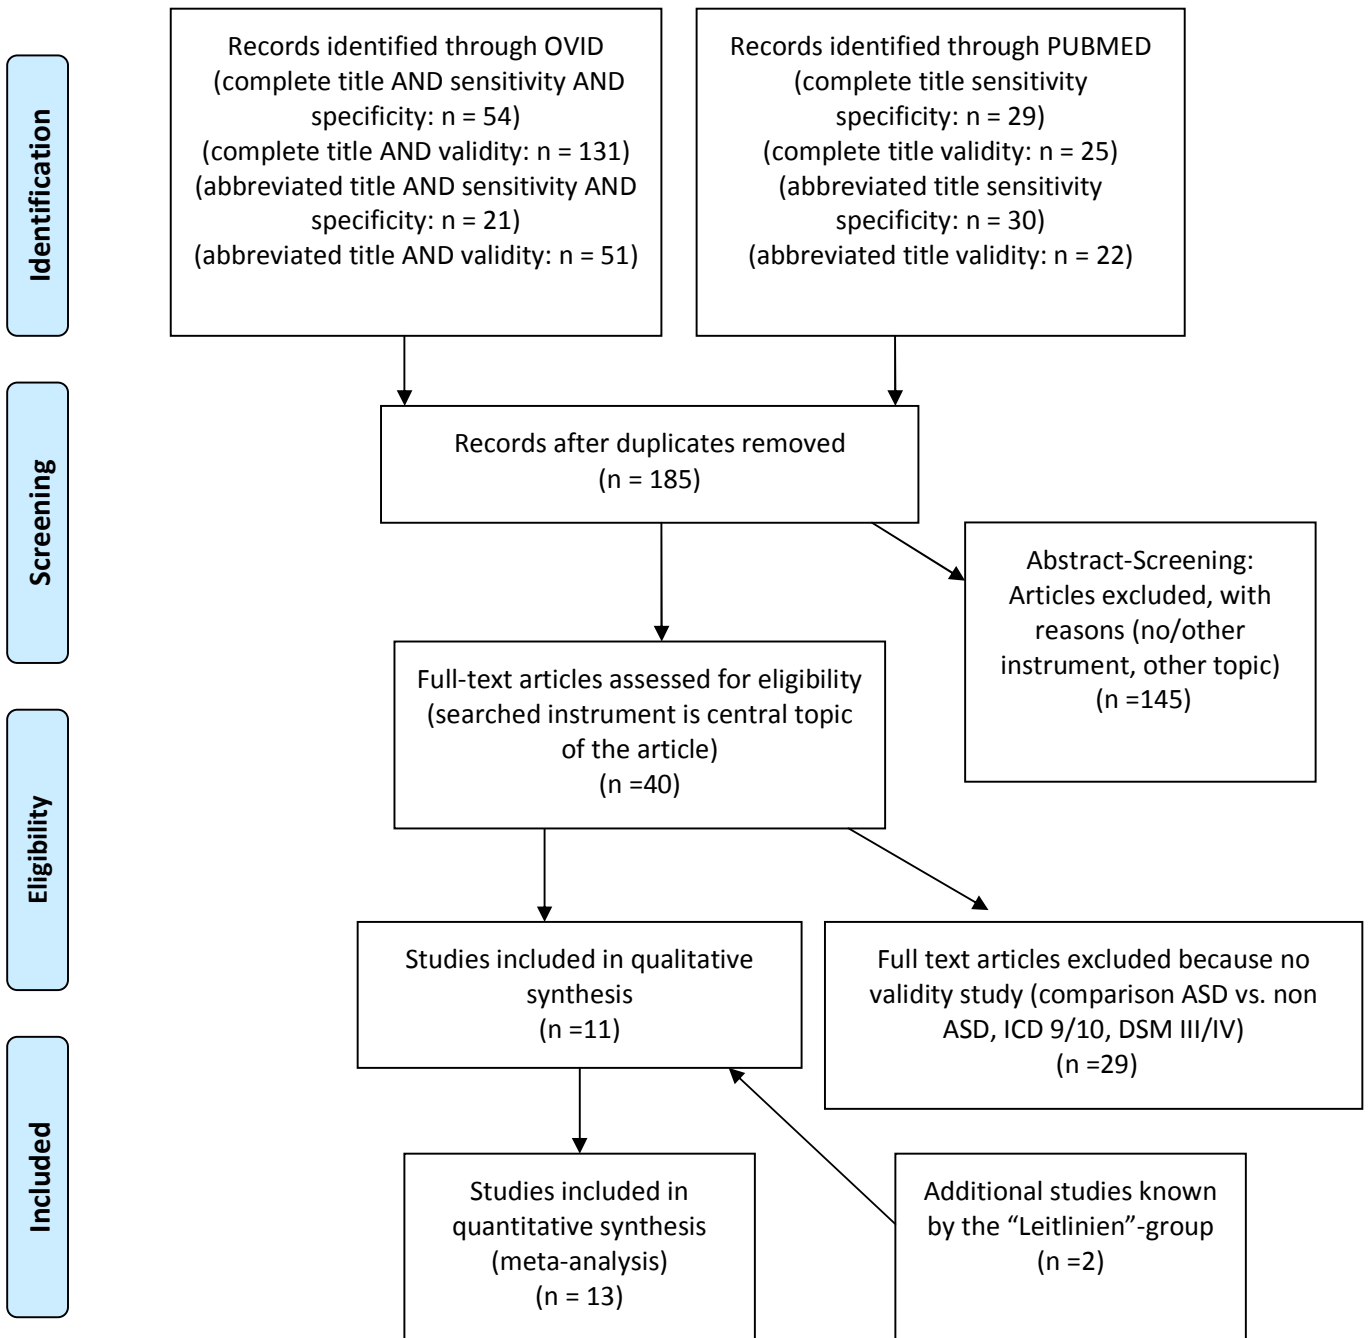 Identification
Records identified through OVID
(complete title AND sensitivity AND
specificity: n = 54)
(complete title AND validity: n = 131)
(abbreviated title AND sensitivity AND
specificity: n = 21)
(abbreviated title AND validity: n = 51)
Records identified through PUBMED
(complete title sensitivity
specificity: n = 29)
(complete title validity: n = 25)
(abbreviated title sensitivity
specificity: n = 30)
(abbreviated title validity: n = 22)
Screening
Records after duplicates removed
(n = 185)
Abstract-Screening:
Articles excluded, with
reasons (no/other
instrument, other topic)
(n =145)
Eligibility
Full-text articles assessed for eligibility
(searched instrument is central topic
of the article)
(n =40)
Studies included in qualitative
synthesis
(n =11)
Full text articles excluded because no
validity study (comparison ASD vs. non
ASD, ICD 9/10, DSM III/IV)
(n =29)
Included
Studies included in
quantitative synthesis
(meta-analysis)
(n = 13)
Additional studies known
by the “Leitlinien”-group
(n =2)